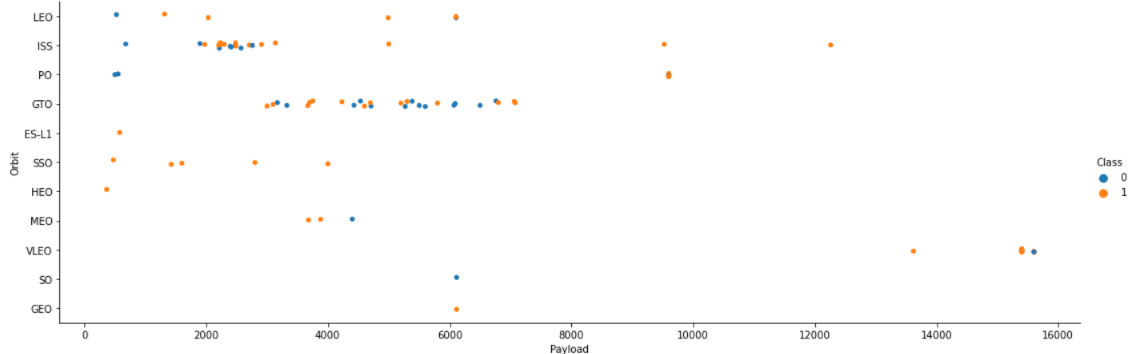 LEO
ISS
PO
GTO
ES-L1
SSO
HEO
MEO
VLEO
SO
GEO
Orbit
0 2000 4000 6000 8000 10000 12000 14000 16000
Payload
Class
0
1